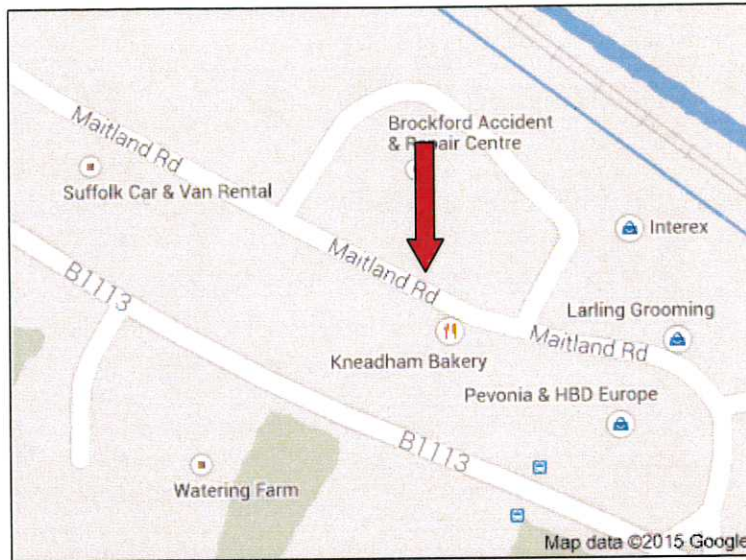 Maitland Rd
Brockford Accident
& Repair Centre
Suffolk Car & Van Rental
Interex
B1113
Maitland Rd
Larling Grooming
Maitland Rd
Kneadham Bakery
Pevonia & HBD Europe
B1113
Watering Farm
Map data ©2015 Google